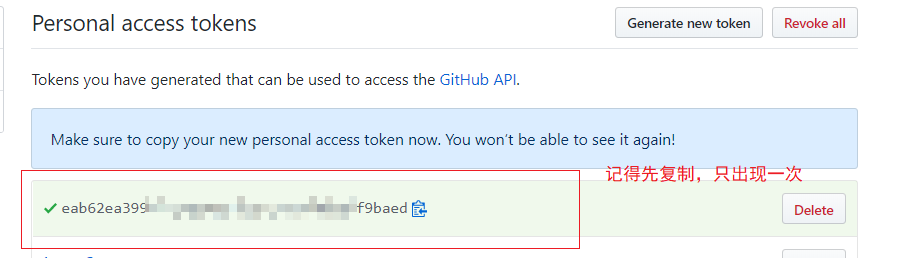 Personal access tokens
Generate new token
Revoke all
Tokens you have generated that can be used to access the GitHub API.
Make sure to copy your new personal access token now. You won't be able to see it again!
记得先复制，只出现一次
eab62ea399
f9baed
Delete